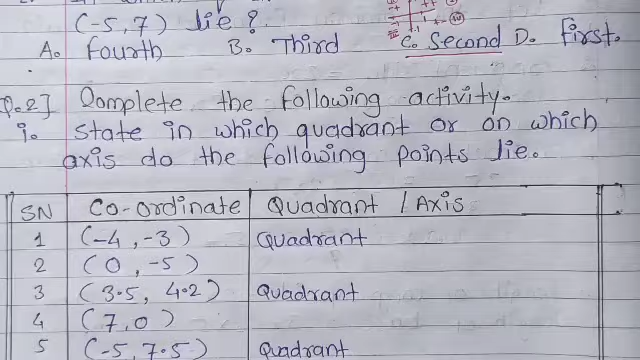 (-5, 7) lie ?
A. Fourth B. Third C. Second D. First.
Q.2] Complete the following activity.
i. State in which quadrant or on which
axis do the following points lie.
SN Co-ordinate Quadrant / Axis
1 (-4, -3) Quadrant
2 (0, -5)
3 (3.5, 4.2) Quadrant
4 (7,0)
5 (-5, 7.5) Quadrant